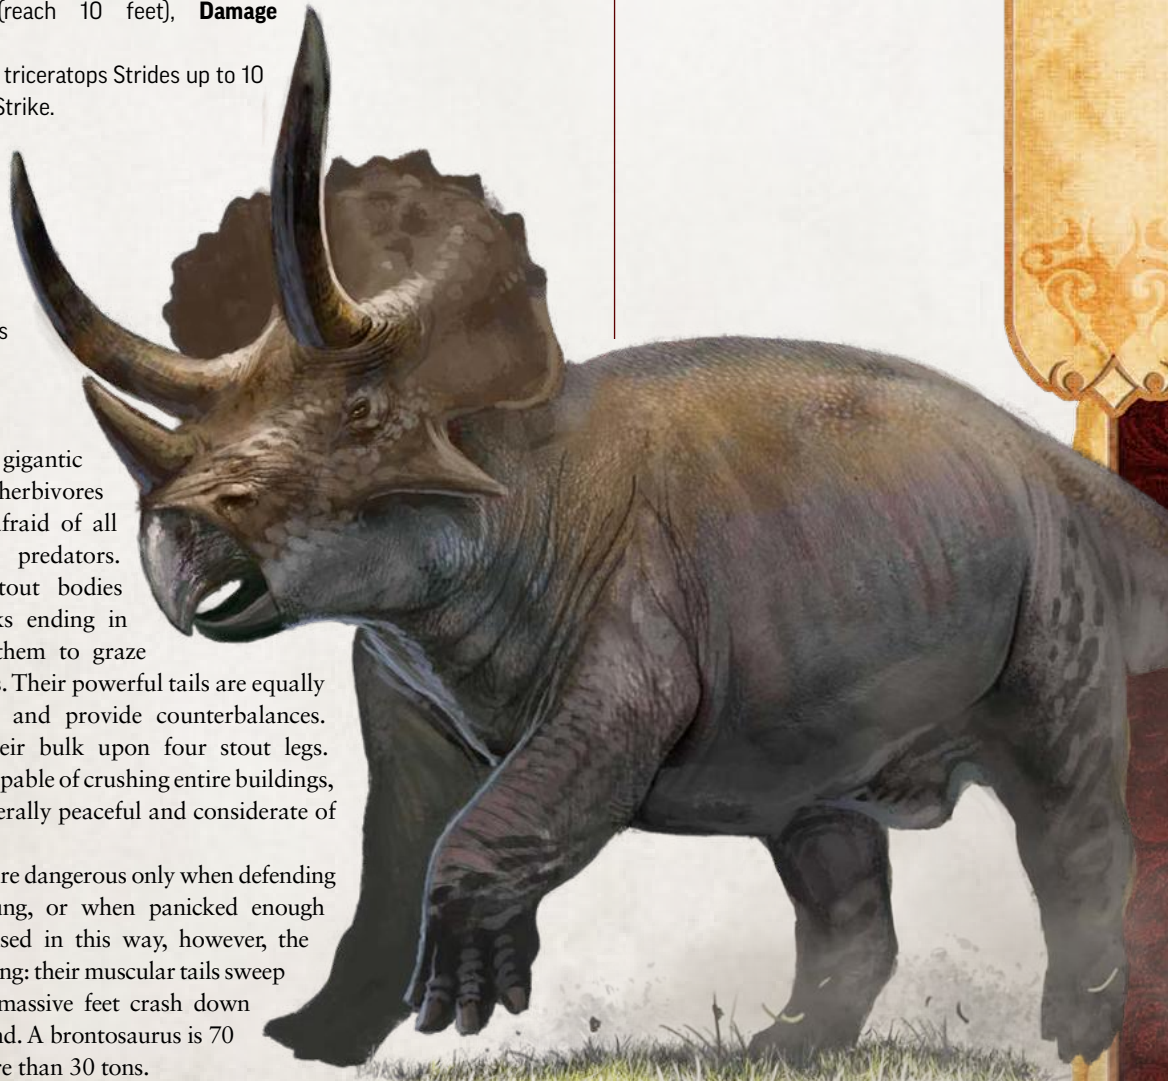 (reach 10 feet), Damage
triceratops Strides up to 10
Strike.
s
gigantic
herbivores
fraid of all
predators.
tout bodies
ks ending in
them to graze
s. Their powerful tails are equally
and provide counterbalances.
eir bulk upon four stout legs.
pable of crushing entire buildings,
erally peaceful and considerate of
re dangerous only when defending
ung, or when panicked enough
sed in this way, however, the
ng: their muscular tails sweep
massive feet crash down
nd. A brontosaurus is 70
re than 30 tons.